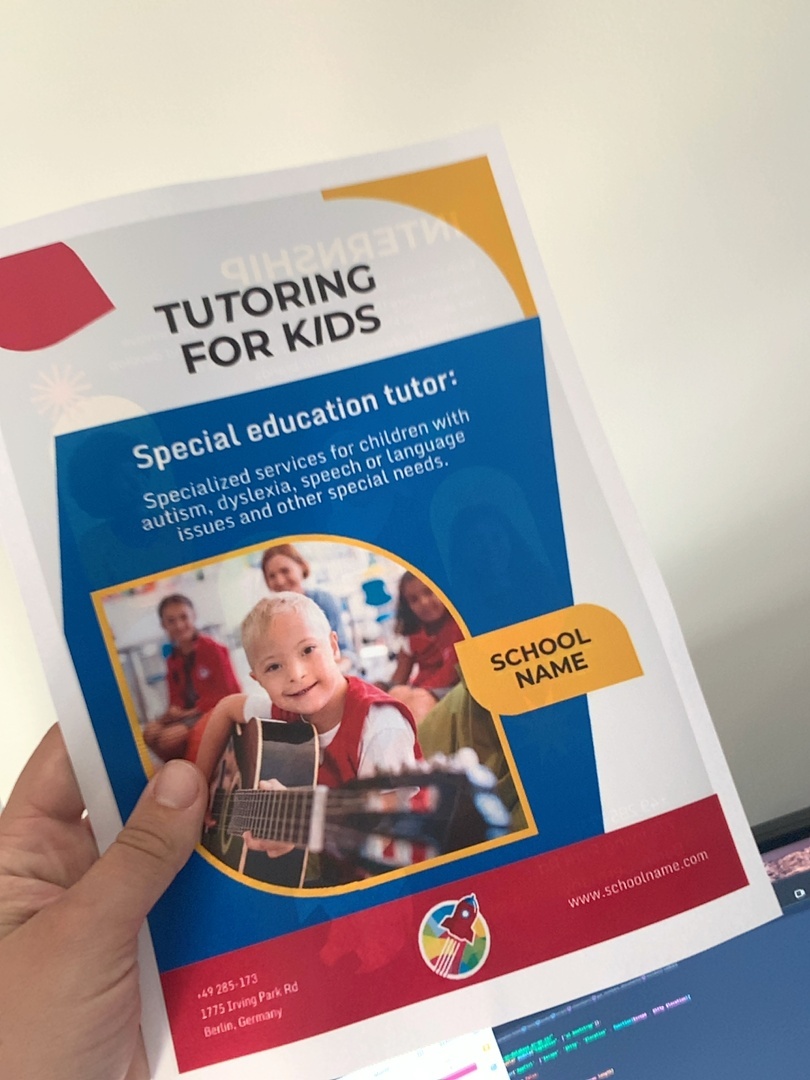 INTERNSHIP
TUTORING
FOR KIDS
Special education tutor:
Specialized services for children with
autism, dyslexia, speech or language
issues and other special needs.
SCHOOL
NAME
www.schoolname.com
+49 285-173
1775 Irving Park Rd
Berlin, Germany